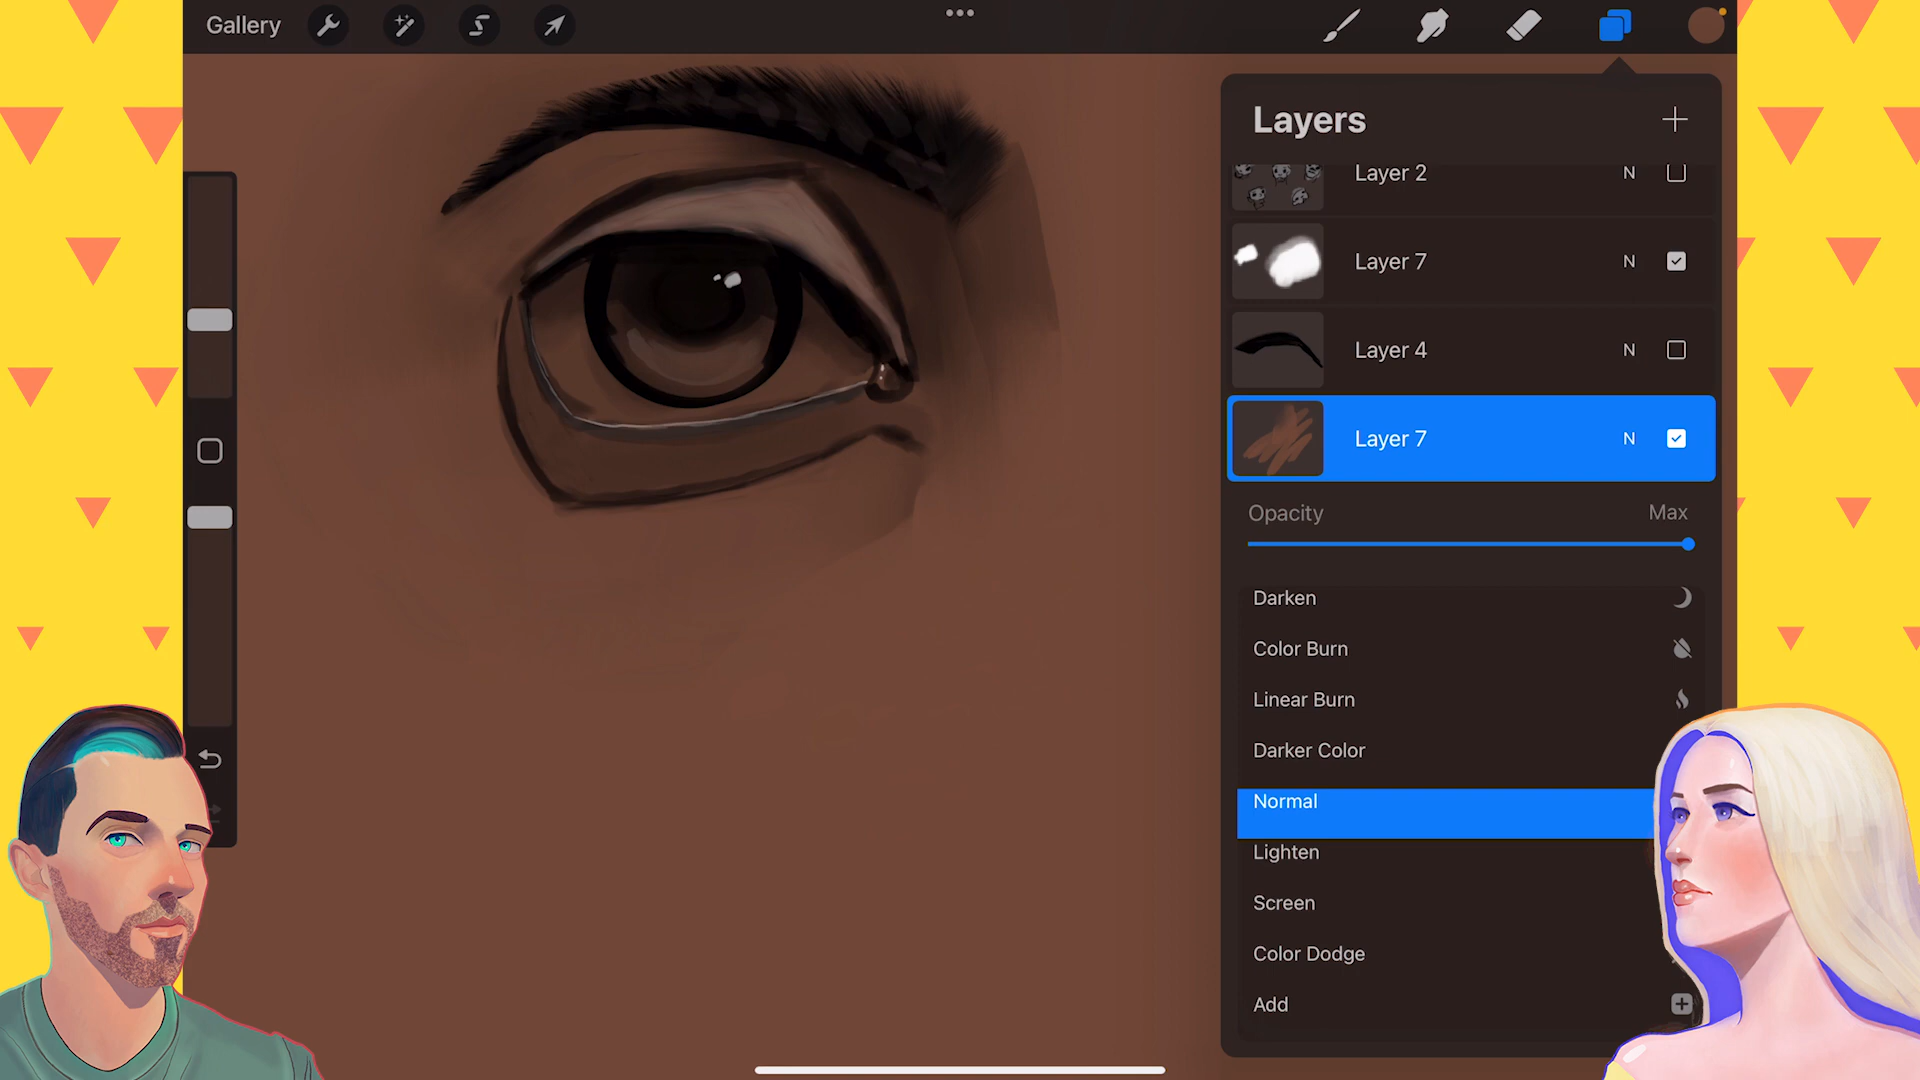 Gallery
Layers
Layer 2 N
Layer 7 N
Layer 4 N
Layer 7 N
Opacity Max
Darken
Color Burn
Linear Burn
Darker Color
Normal
Lighten
Screen
Color Dodge
Add